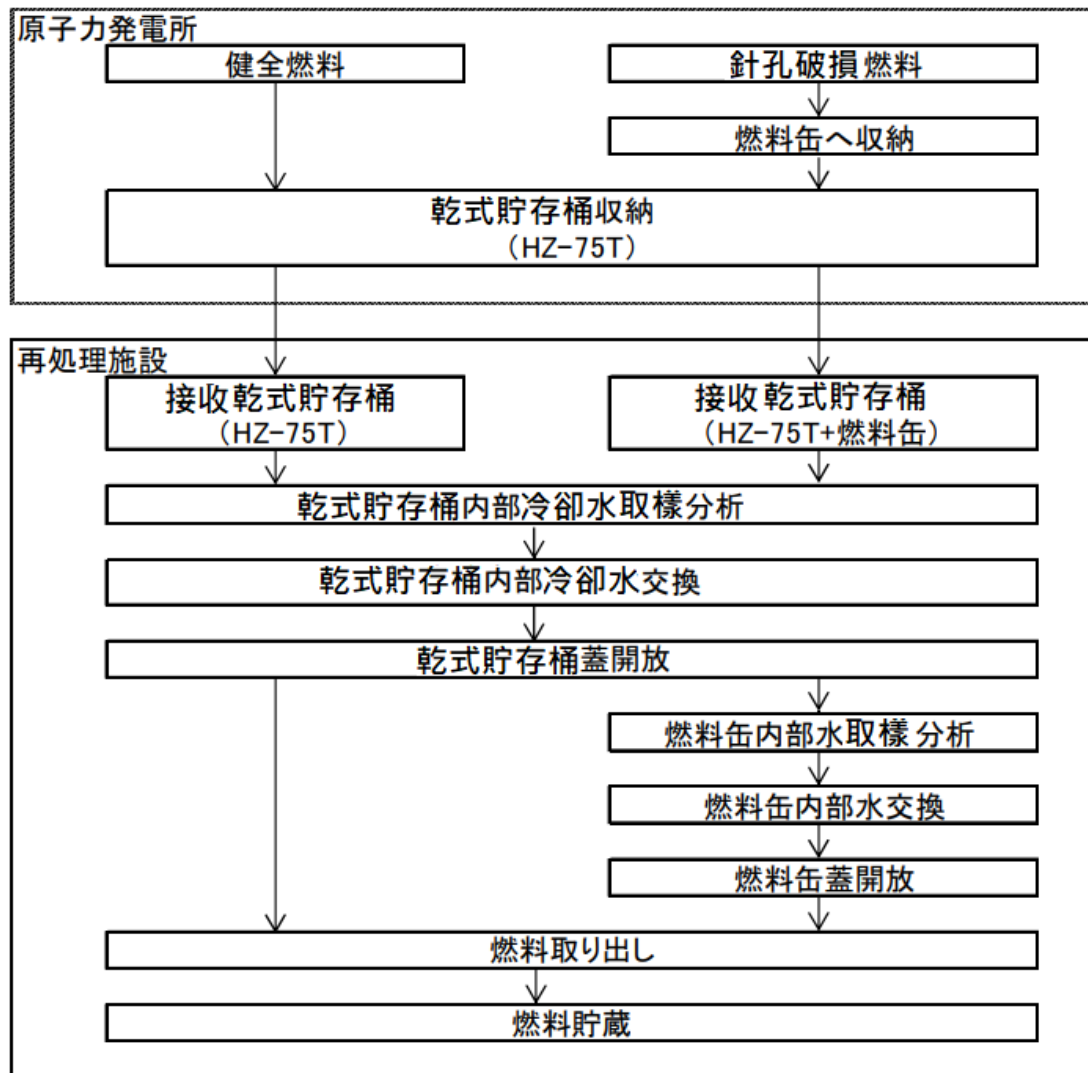 原子力発電所
健全燃料
針孔破損燃料
燃料缶へ収納
乾式貯存桶収納
(HZ-75T)
再処理施設
接收乾式貯存桶
(HZ-75T)
接收乾式貯存桶
(HZ-75T+燃料缶)
乾式貯存桶内部冷卻水取樣分析
乾式貯存桶内部冷卻水交換
乾式貯存桶蓋開放
燃料缶内部水取樣分析
燃料缶内部水交換
燃料缶蓋開放
燃料取り出し
燃料貯蔵